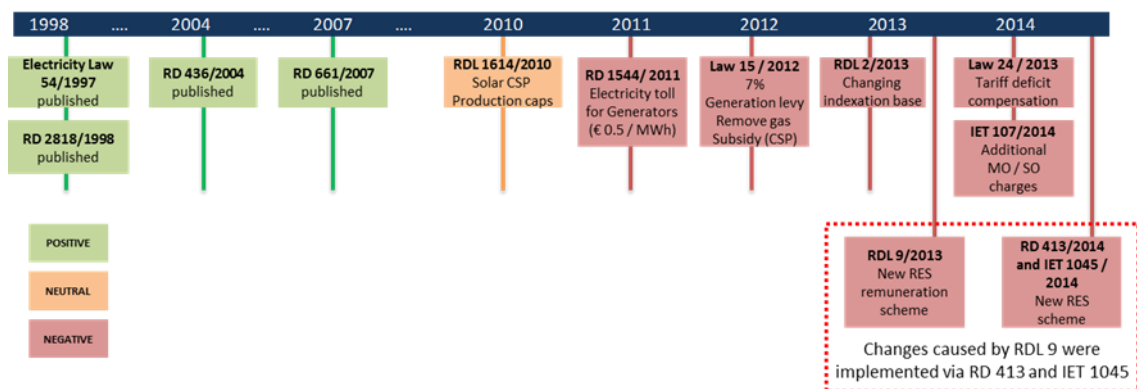 1998 .... 2004 .... 2007 .... 2010 2011 2012 2013 2014
Electricity Law
54/1997
published
RD 2818/1998
published
RD 436/2004
published
RD 661/2007
published
RDL 1614/2010
Solar CSP
Production caps
RD 1544/ 2011
Electricity toll
for Generators
(€ 0.5 / MWh)
Law 15 / 2012
7%
Generation levy
Remove gas
Subsidy (CSP)
RDL 2/2013
Changing
indexation base
Law 24 / 2013
Tariff deficit
compensation
IET 107/2014
Additional
MO / SO
charges
POSITIVE
NEUTRAL
NEGATIVE
RDL 9/2013
New RES
remuneration
scheme
RD 413/2014
and IET 1045 /
2014
New RES
scheme
Changes caused by RDL 9 were
implemented via RD 413 and IET 1045